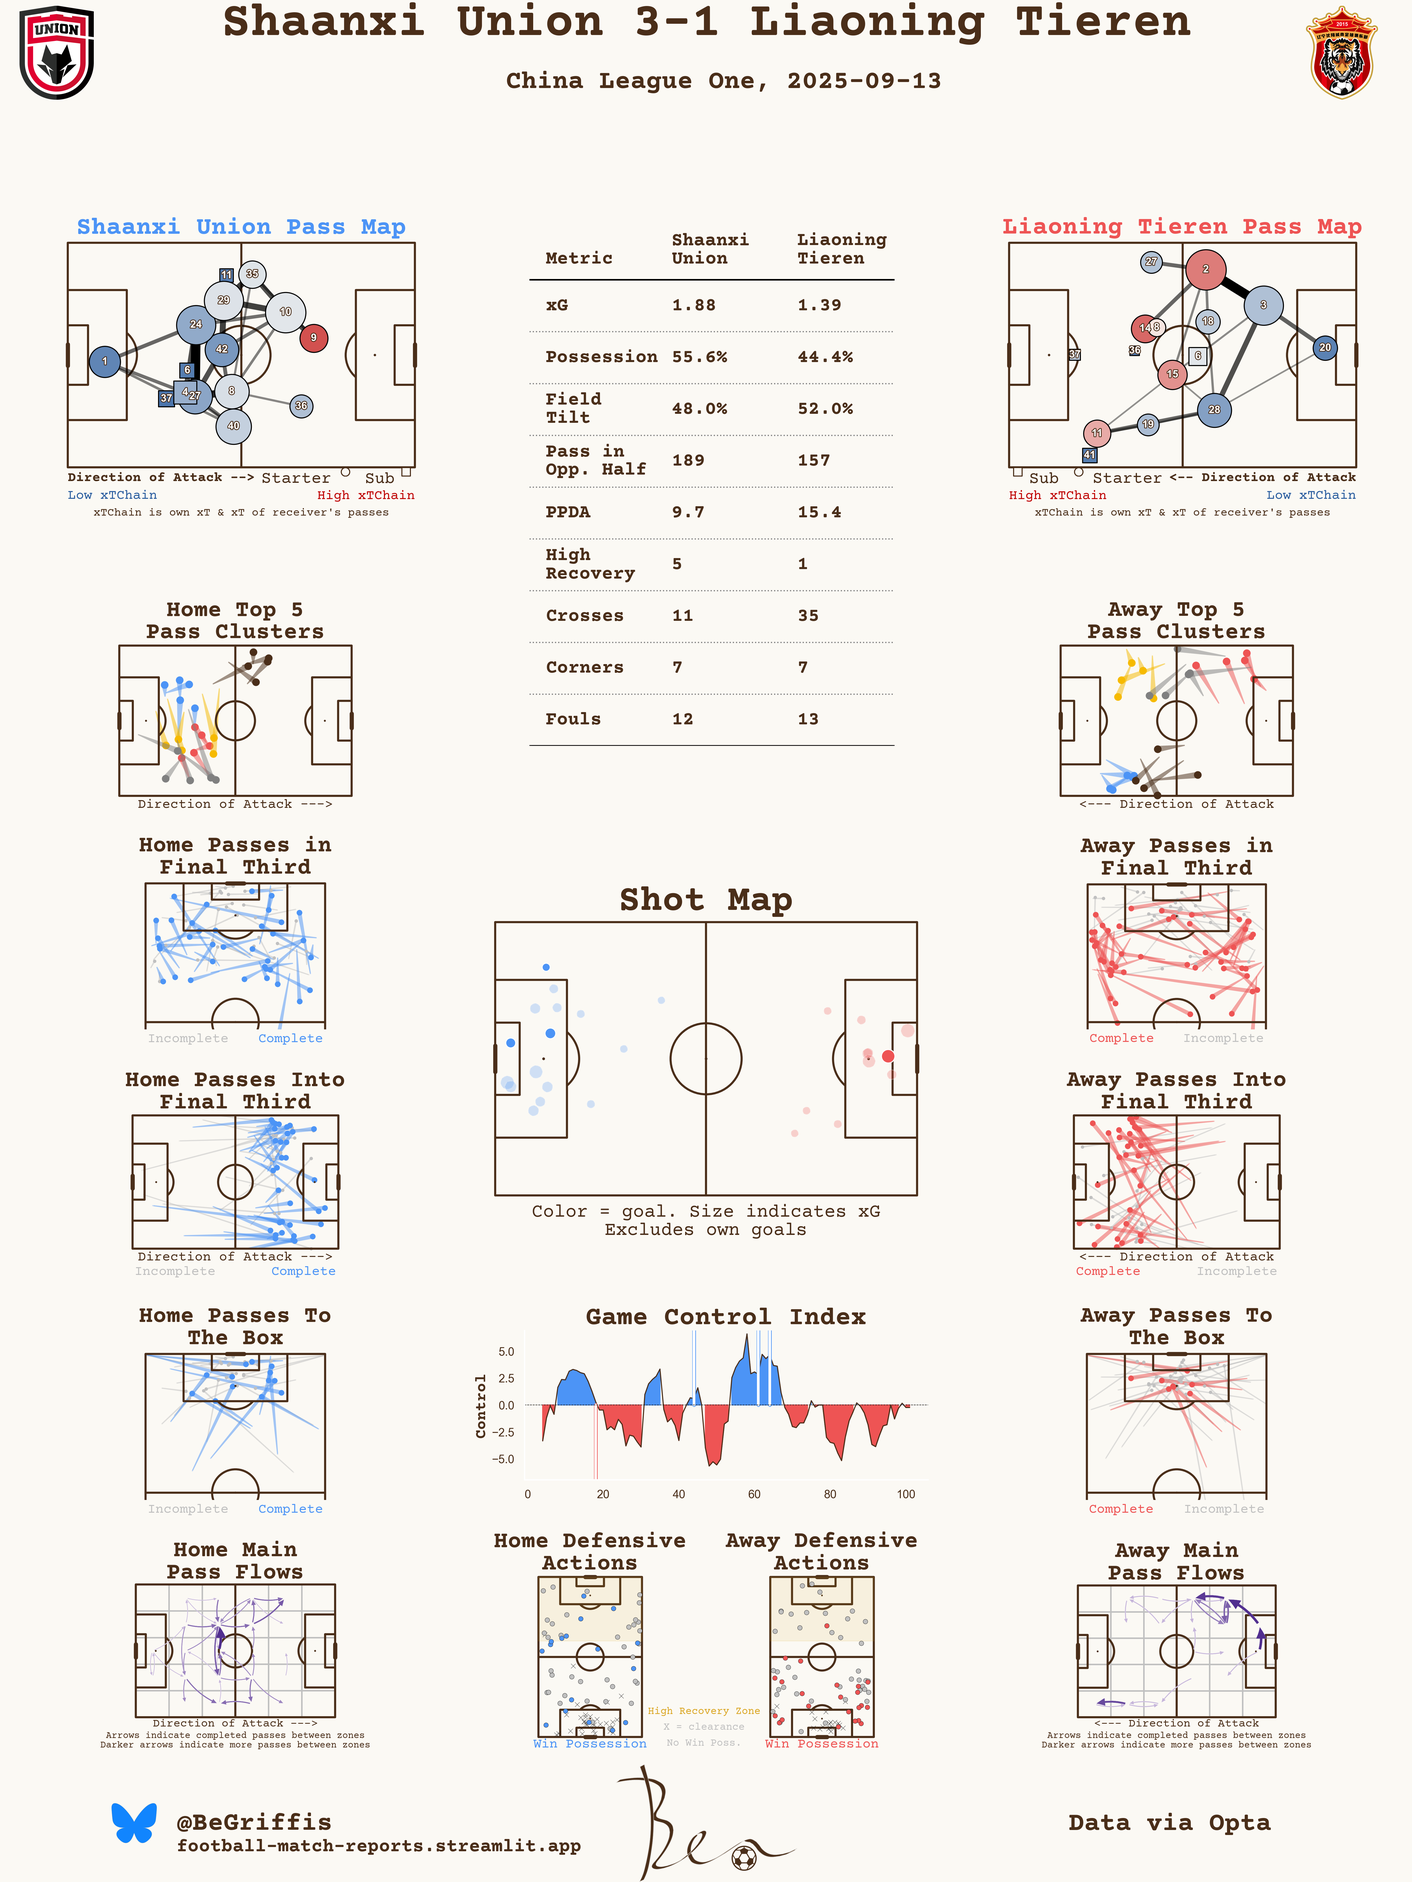 Shaanxi Union 3-1 Liaoning Tieren
China League One, 2025-09-13
UNION
2015
Shaanxi Union Pass Map
11
35
29
10
24
9
42
1
6
4
27
8
37
36
40
Direction of Attack --> Starter Sub
Low xTChain High xTChain
xTChain is own xT & xT of receiver's passes
Metric Shaanxi Union Liaoning Tieren
xG 1.88 1.39
Possession 55.6% 44.4%
Field Tilt 48.0% 52.0%
Pass in Opp. Half 189 157
PPDA 9.7 15.4
High Recovery 5 1
Crosses 11 35
Corners 7 7
Fouls 12 13
Liaoning Tieren Pass Map
27
2
3
14
8
18
37
36
6
20
15
28
11
19
41
Sub Starter <-- Direction of Attack
High xTChain Low xTChain
xTChain is own xT & xT of receiver's passes
Home Top 5
Pass Clusters
Direction of Attack --->
Away Top 5
Pass Clusters
<--- Direction of Attack
Home Passes in
Final Third
Incomplete Complete
Away Passes in
Final Third
Complete Incomplete
Shot Map
Color = goal. Size indicates xG
Excludes own goals
Home Passes Into
Final Third
Direction of Attack --->
Incomplete Complete
Away Passes Into
Final Third
<--- Direction of Attack
Complete Incomplete
Home Passes To
The Box
Incomplete Complete
Game Control Index
Control
5.0
2.5
0.0
−2.5
−5.0
0 20 40 60 80 100
Away Passes To
The Box
Complete Incomplete
Home Main
Pass Flows
Direction of Attack --->
Arrows indicate completed passes between zones
Darker arrows indicate more passes between zones
Home Defensive
Actions
Win Possession
Away Defensive
Actions
Win Possession
High Recovery Zone
X = clearance
No Win Poss.
Away Main
Pass Flows
<--- Direction of Attack
Arrows indicate completed passes between zones
Darker arrows indicate more passes between zones
@BeGriffis
football-match-reports.streamlit.app
Ben
Data via Opta